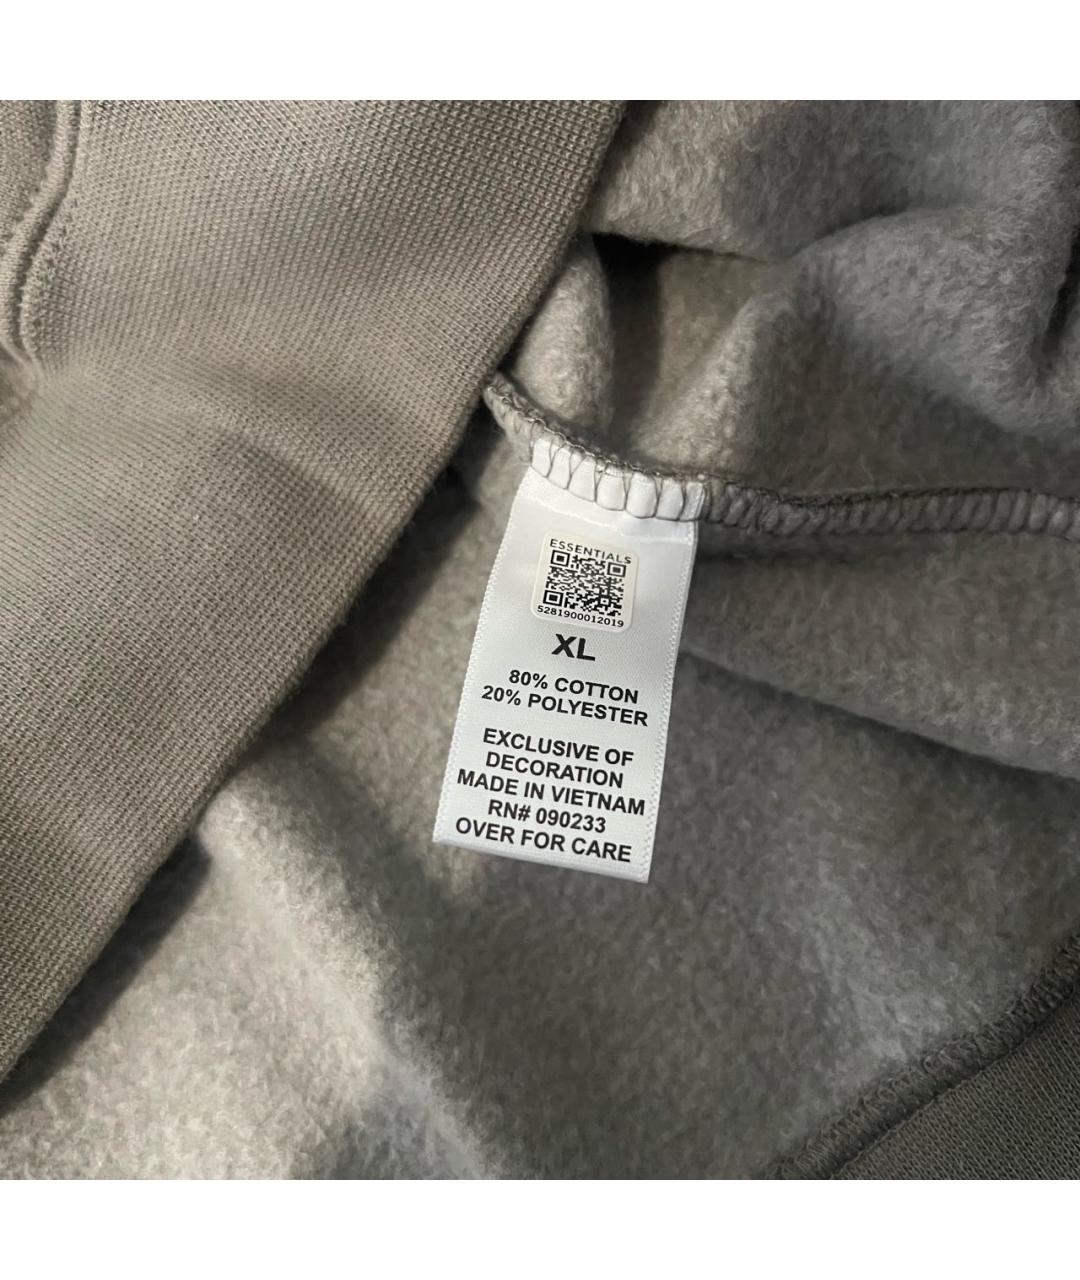 ESSENTIALS
5281900012019
XL
80% COTTON
20% POLYESTER
EXCLUSIVE OF
DECORATION
MADE IN VIETNAM
RN# 090233
OVER FOR CARE